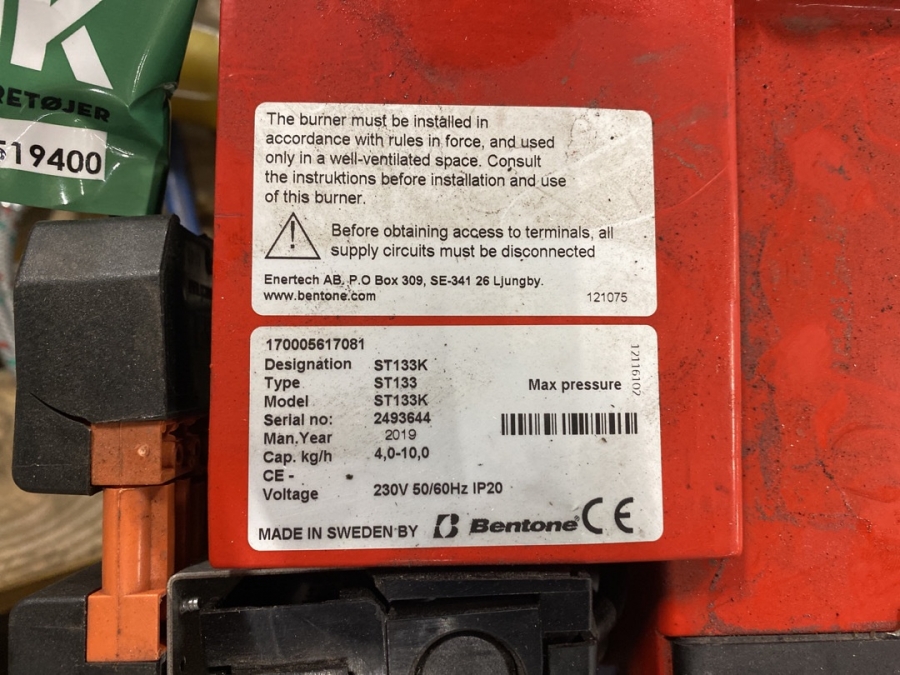 K
RETØJER
519400
The burner must be installed in
accordance with rules in force, and used
only in a well-ventilated space. Consult
the instruktions before installation and use
of this burner.
Before obtaining access to terminals, all
supply circuits must be disconnected
Enertech AB, P.O Box 309, SE-341 26 Ljungby.
www.bentone.com 121075
170005617081
Designation ST133K
Type ST133
Model ST133K
Serial no: 2493644
Man.Year 2019
Cap. kg/h 4,0-10,0
CE -
Voltage 230V 50/60Hz IP20
Max pressure
12116102
MADE IN SWEDEN BY Bentone CE